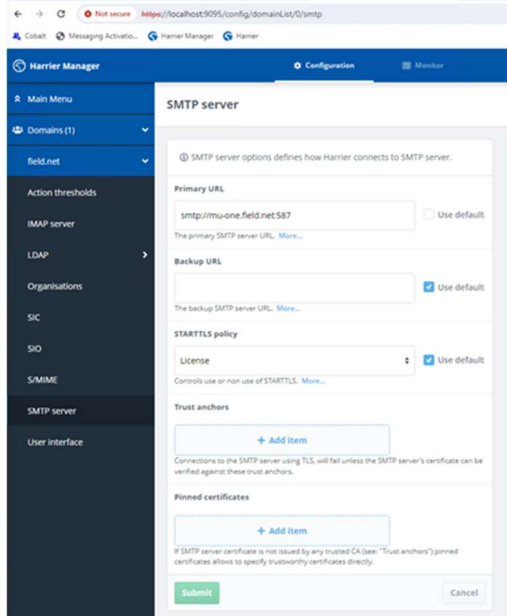 Not secure https://localhost:9095/config/domainList/0/smtp
Cobalt Messaging Activatio... Harrier Manager Harrier
Harrier Manager Configuration Monitor
Main Menu
Domains (1)
field.net
Action thresholds
IMAP server
LDAP
Organisations
SIC
SIO
S/MIME
SMTP server
User interface
SMTP server
SMTP server options defines how Harrier connects to SMTP server.
Primary URL
smtp://mu-one.field.net:587 Use default
The primary SMTP server URL. More...
Backup URL
Use default
The backup SMTP server URL. More...
STARTTLS policy
License Use default
Controls use or non use of STARTTLS. More...
Trust anchors
+ Add item
Connections to the SMTP server using TLS, will fail unless the SMTP server's certificate can be
verified against these trust anchors.
Pinned certificates
+ Add item
If SMTP server certificate is not issued by any trusted CA (see: "Trust anchors") pinned
certificates allows to specify trustworthy certificates directly.
Submit Cancel